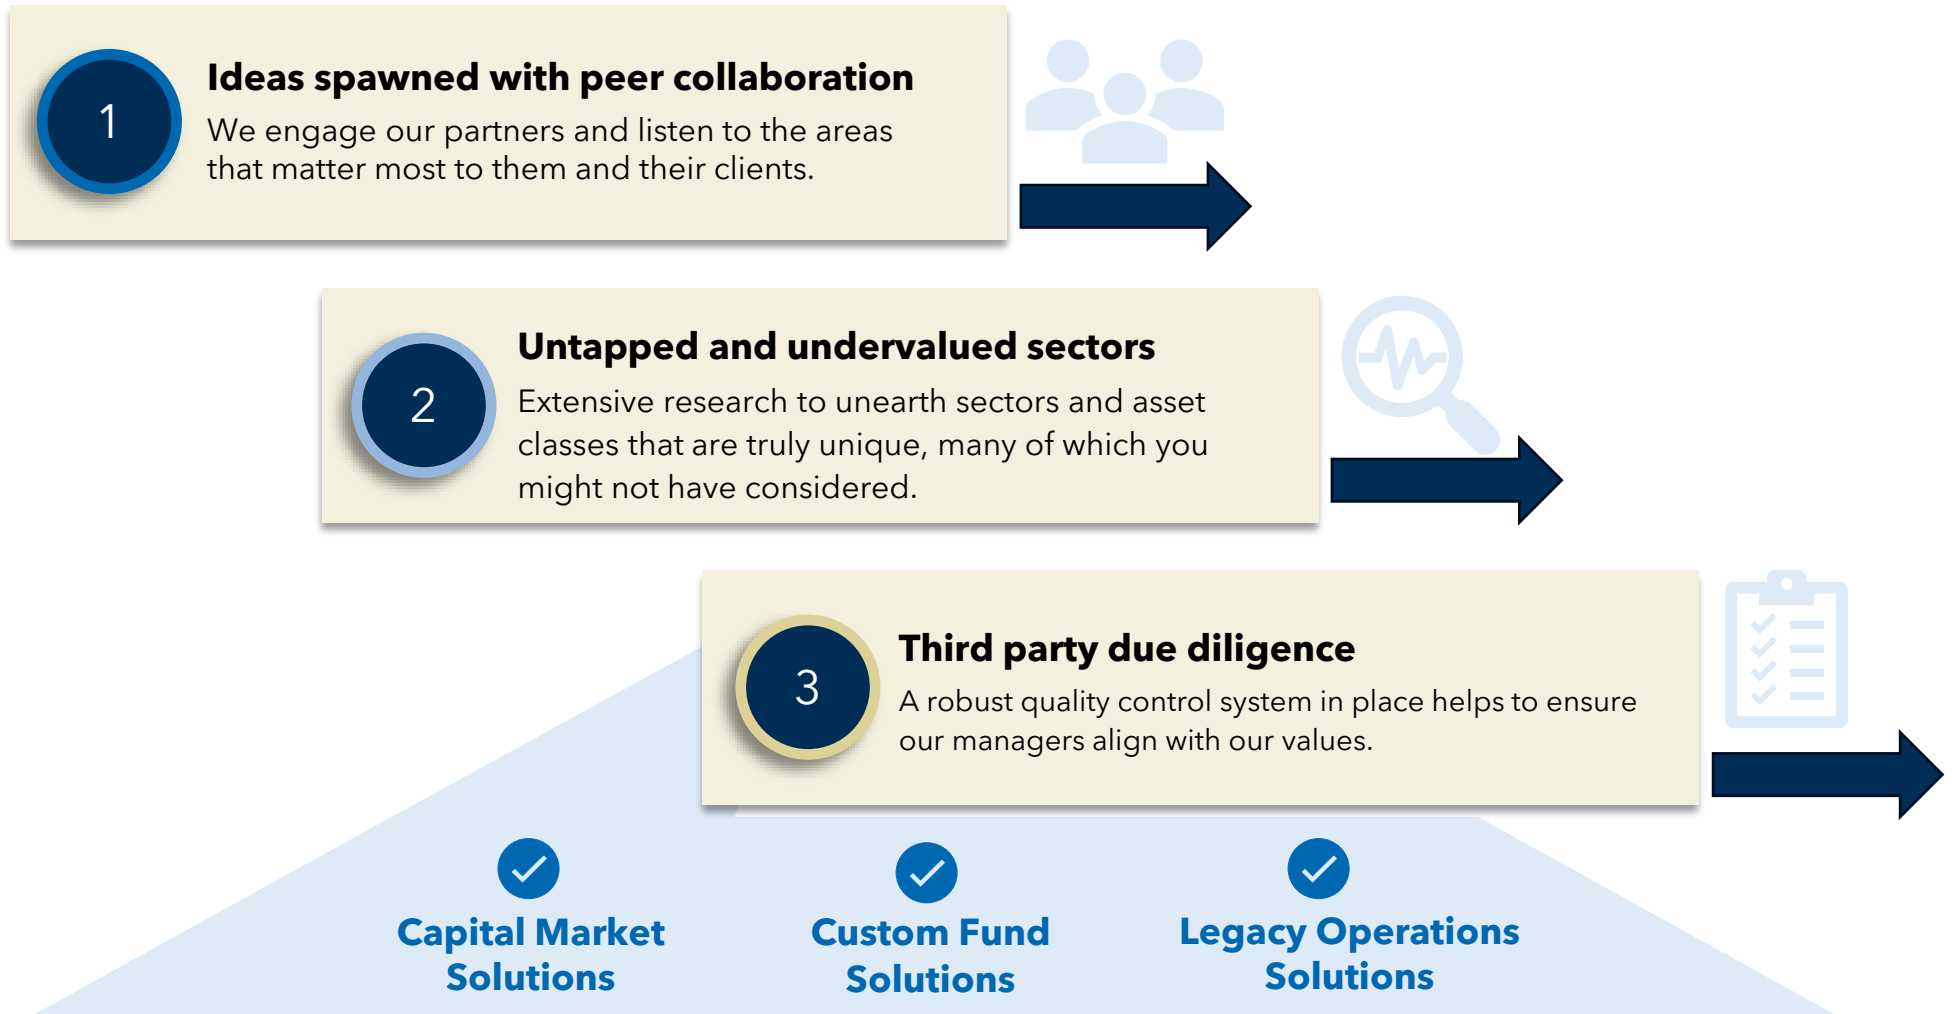 1
Ideas spawned with peer collaboration
We engage our partners and listen to the areas
that matter most to them and their clients.
2
Untapped and undervalued sectors
Extensive research to unearth sectors and asset
classes that are truly unique, many of which you
might not have considered.
3
Third party due diligence
A robust quality control system in place helps to ensure
our managers align with our values.
Capital Market
Solutions
Custom Fund
Solutions
Legacy Operations
Solutions